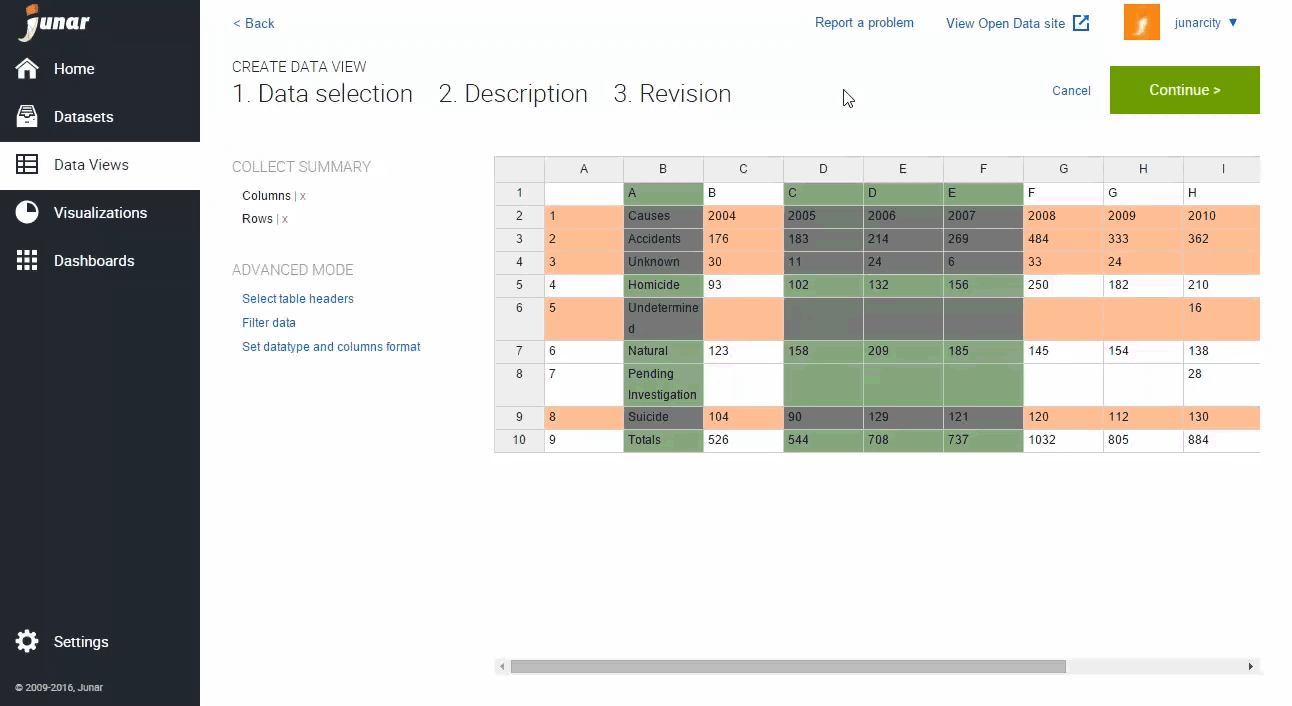 junar
Home
Datasets
Data Views
Visualizations
Dashboards
Settings
© 2009-2016, Junar
< Back
Report a problem
View Open Data site
junarcity ▼
CREATE DATA VIEW
1. Data selection 2. Description 3. Revision
Cancel
Continue >
COLLECT SUMMARY
Columns | x
Rows | x
ADVANCED MODE
Select table headers
Filter data
Set datatype and columns format
A B C D E F G H I
1 A B C D E F G H
2 1 Causes 2004 2005 2006 2007 2008 2009 2010
3 2 Accidents 176 183 214 269 484 333 362
4 3 Unknown 30 11 24 6 33 24
5 4 Homicide 93 102 132 156 250 182 210
6 5 Undetermine 16
d
7 6 Natural 123 158 209 185 145 154 138
8 7 Pending 28
Investigation
9 8 Suicide 104 90 129 121 120 112 130
10 9 Totals 526 544 708 737 1032 805 884